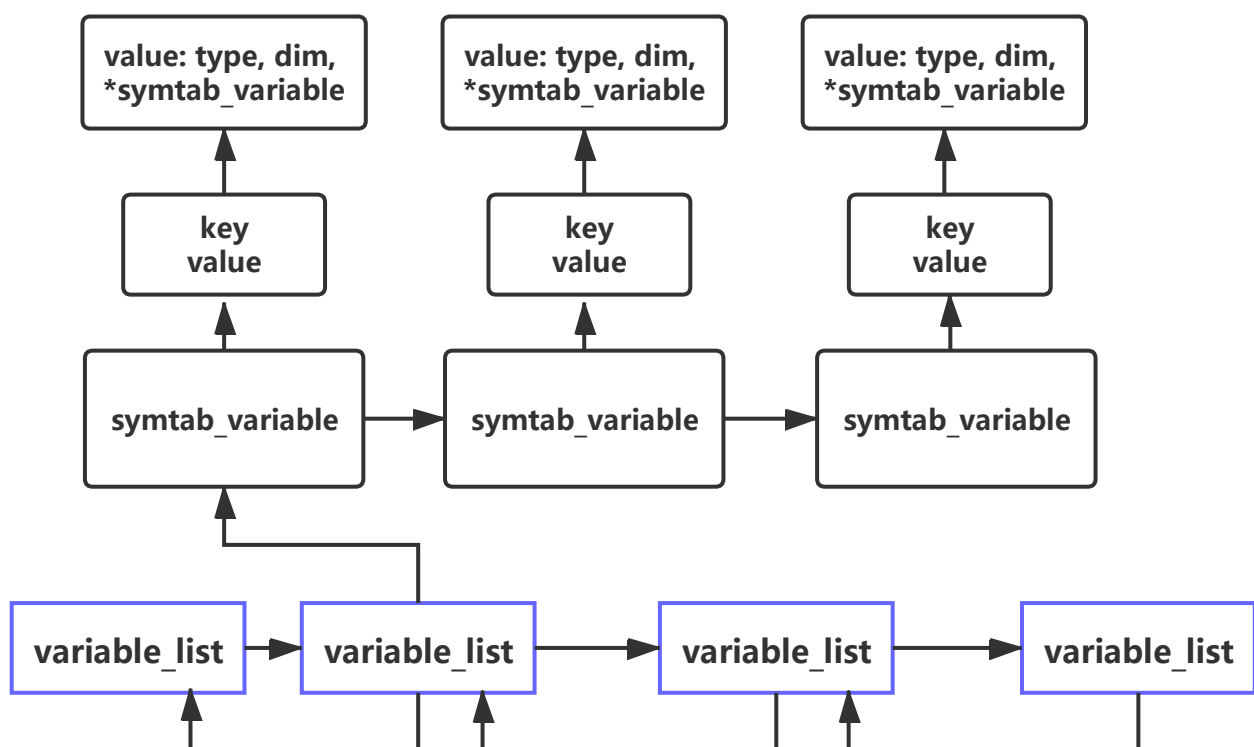 value: type, dim,
*symtab_variable
value: type, dim,
*symtab_variable
value: type, dim,
*symtab_variable
key
value
key
value
key
value
symtab_variable
symtab_variable
symtab_variable
variable_list
variable_list
variable_list
variable_list